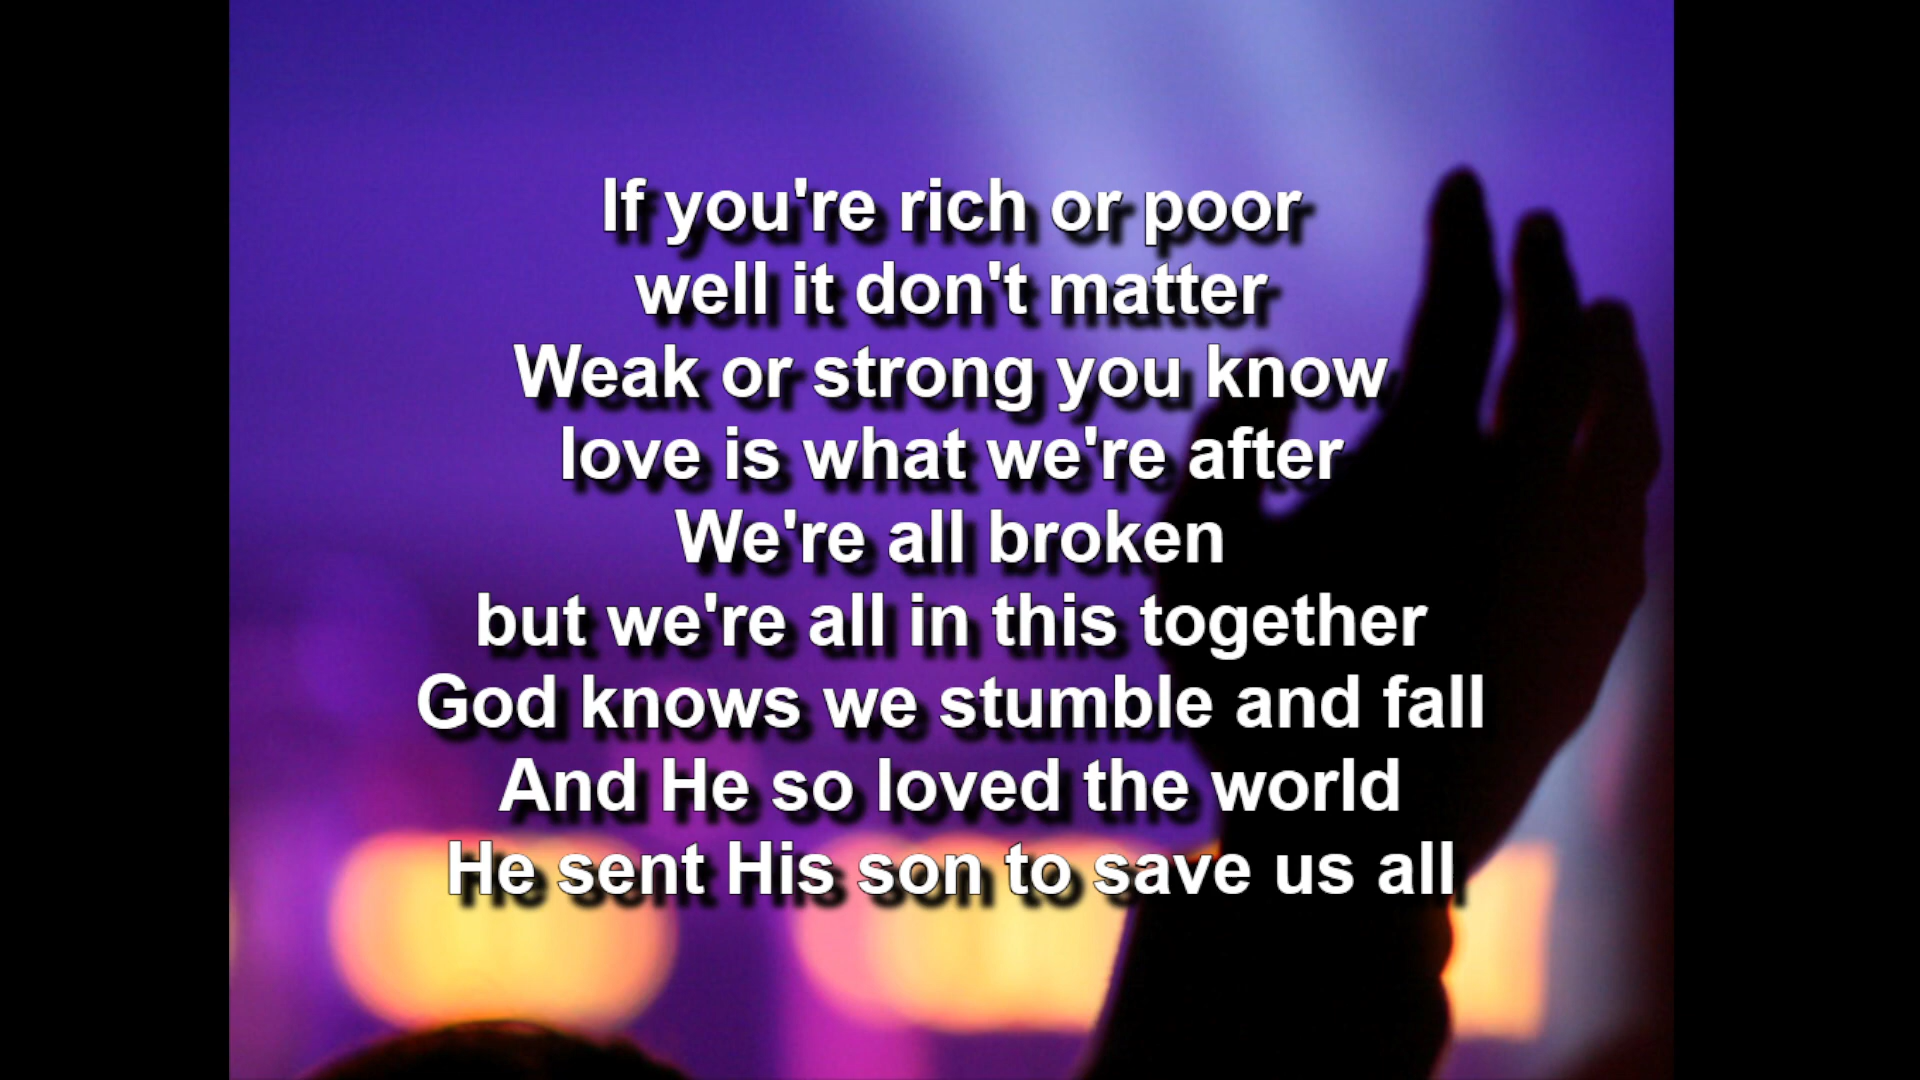 If you're rich or poor
well it don't matter
Weak or strong you know
love is what we're after
We're all broken
but we're all in this together
God knows we stumble and fall
And He so loved the world
He sent His son to save us all